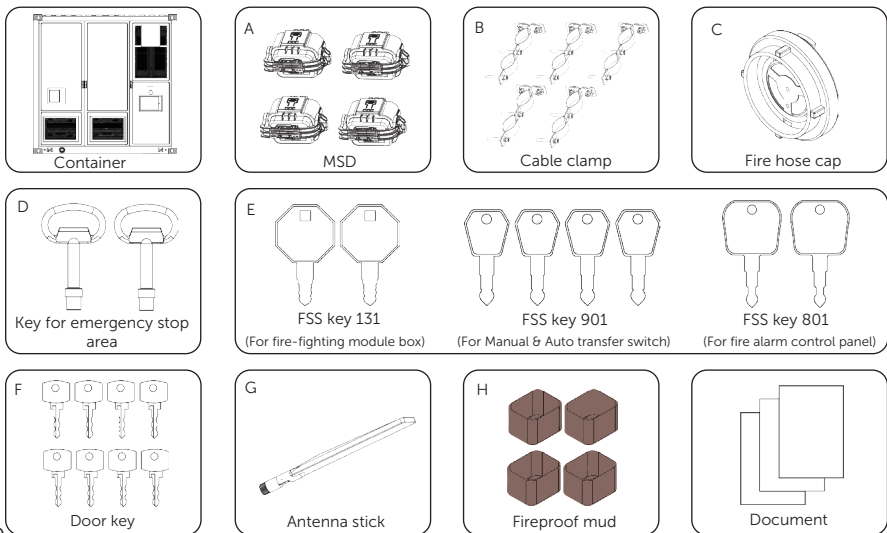 Container
A
MSD
B
Cable clamp
C
Fire hose cap
D
Key for emergency stop
area
E
FSS key 131
(For fire-fighting module box)
FSS key 901
(For Manual & Auto transfer switch)
FSS key 801
(For fire alarm control panel)
F
Door key
G
Antenna stick
H
Fireproof mud
Document